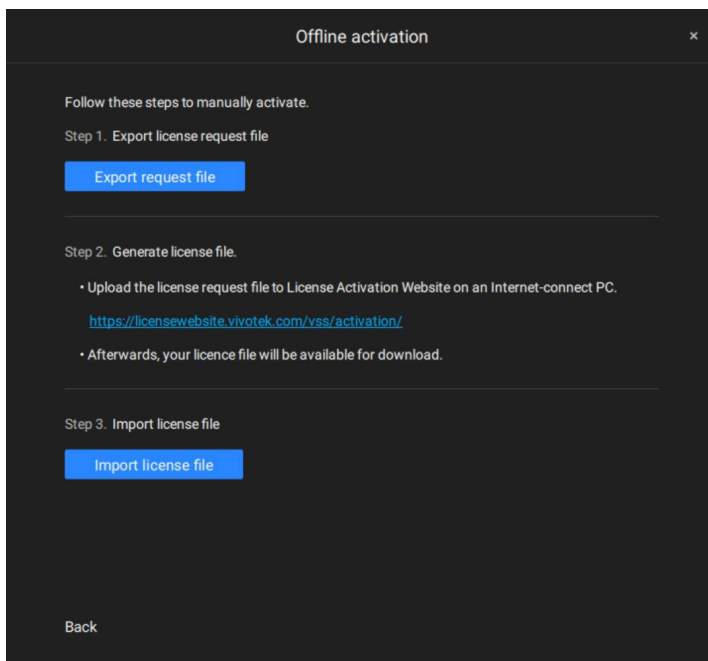 Offline activation
×
Follow these steps to manually activate.
Step 1. Export license request file
Export request file
Step 2. Generate license file.
• Upload the license request file to License Activation Website on an Internet-connect PC.
https://licensewebsite.vivotek.com/vss/activation/
• Afterwards, your licence file will be available for download.
Step 3. Import license file
Import license file
Back